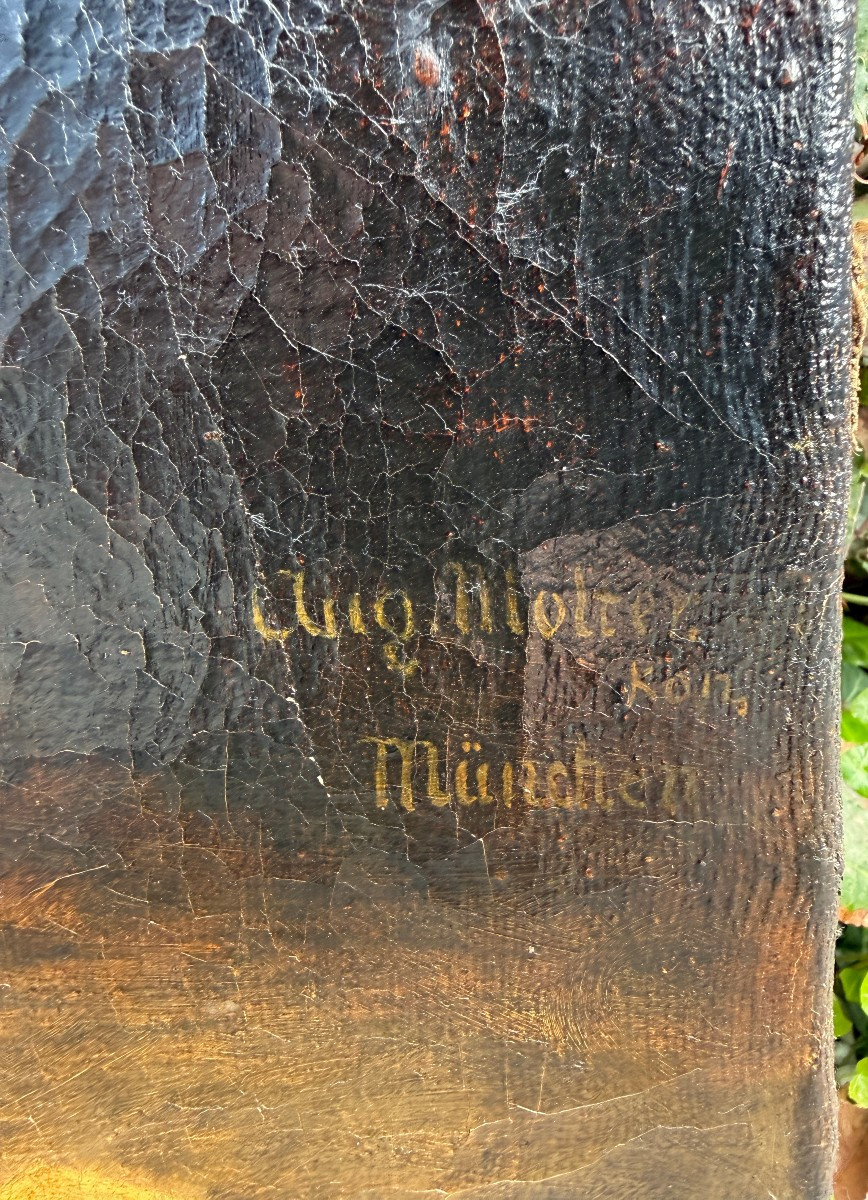 Aug. Molter,
kön,
München